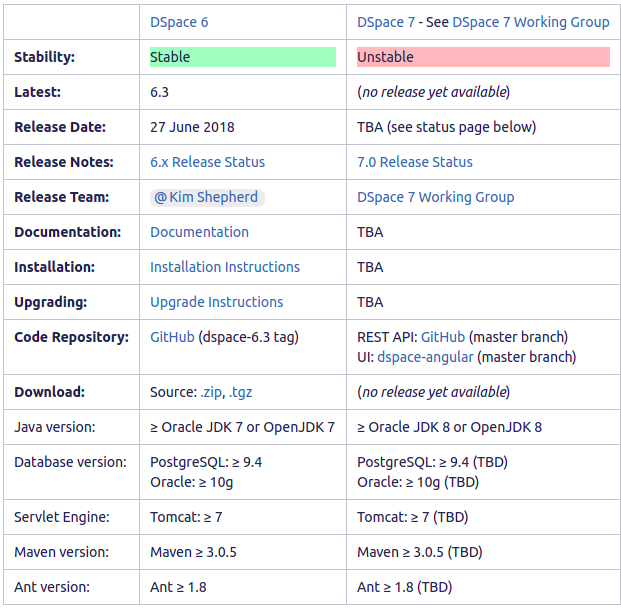 DSpace 6 DSpace 7 - See DSpace 7 Working Group
Stability: Stable Unstable
Latest: 6.3 (no release yet available)
Release Date: 27 June 2018 TBA (see status page below)
Release Notes: 6.x Release Status 7.0 Release Status
Release Team: @Kim Shepherd DSpace 7 Working Group
Documentation: Documentation TBA
Installation: Installation Instructions TBA
Upgrading: Upgrade Instructions TBA
Code Repository: GitHub (dspace-6.3 tag) REST API: GitHub (master branch)
UI: dspace-angular (master branch)
Download: Source: .zip, .tgz (no release yet available)
Java version: ≥ Oracle JDK 7 or OpenJDK 7 ≥ Oracle JDK 8 or OpenJDK 8
Database version: PostgreSQL: ≥ 9.4 PostgreSQL: ≥ 9.4 (TBD)
Oracle: ≥ 10g Oracle: ≥ 10g (TBD)
Servlet Engine: Tomcat: ≥ 7 Tomcat: ≥ 7 (TBD)
Maven version: Maven ≥ 3.0.5 Maven ≥ 3.0.5 (TBD)
Ant version: Ant ≥ 1.8 Ant ≥ 1.8 (TBD)